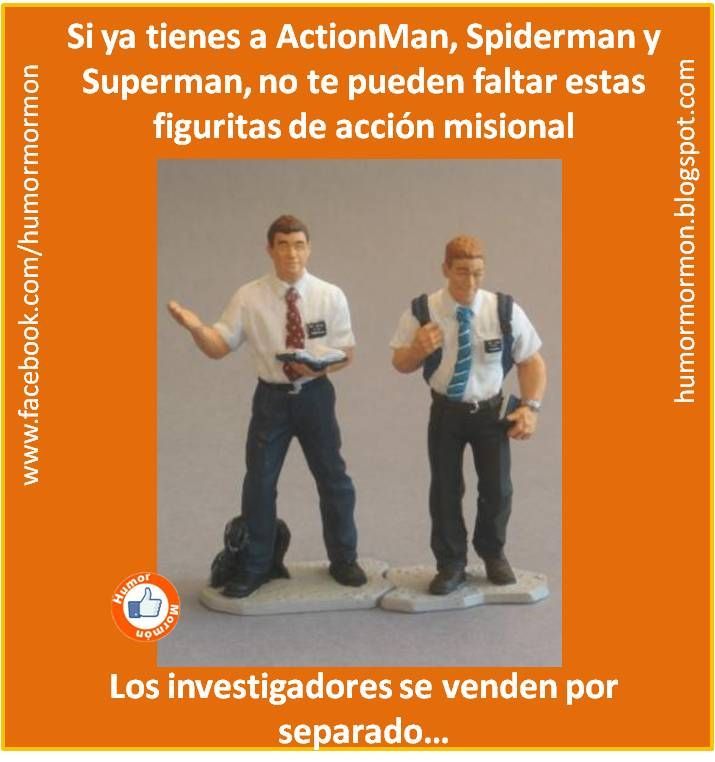 Si ya tienes a ActionMan, Spiderman y
Superman, no te pueden faltar estas
figuritas de acción misional
www.facebook.com/humormormon
humormormon.blogspot.com
Humor
Mormón
Los investigadores se venden por
separado...